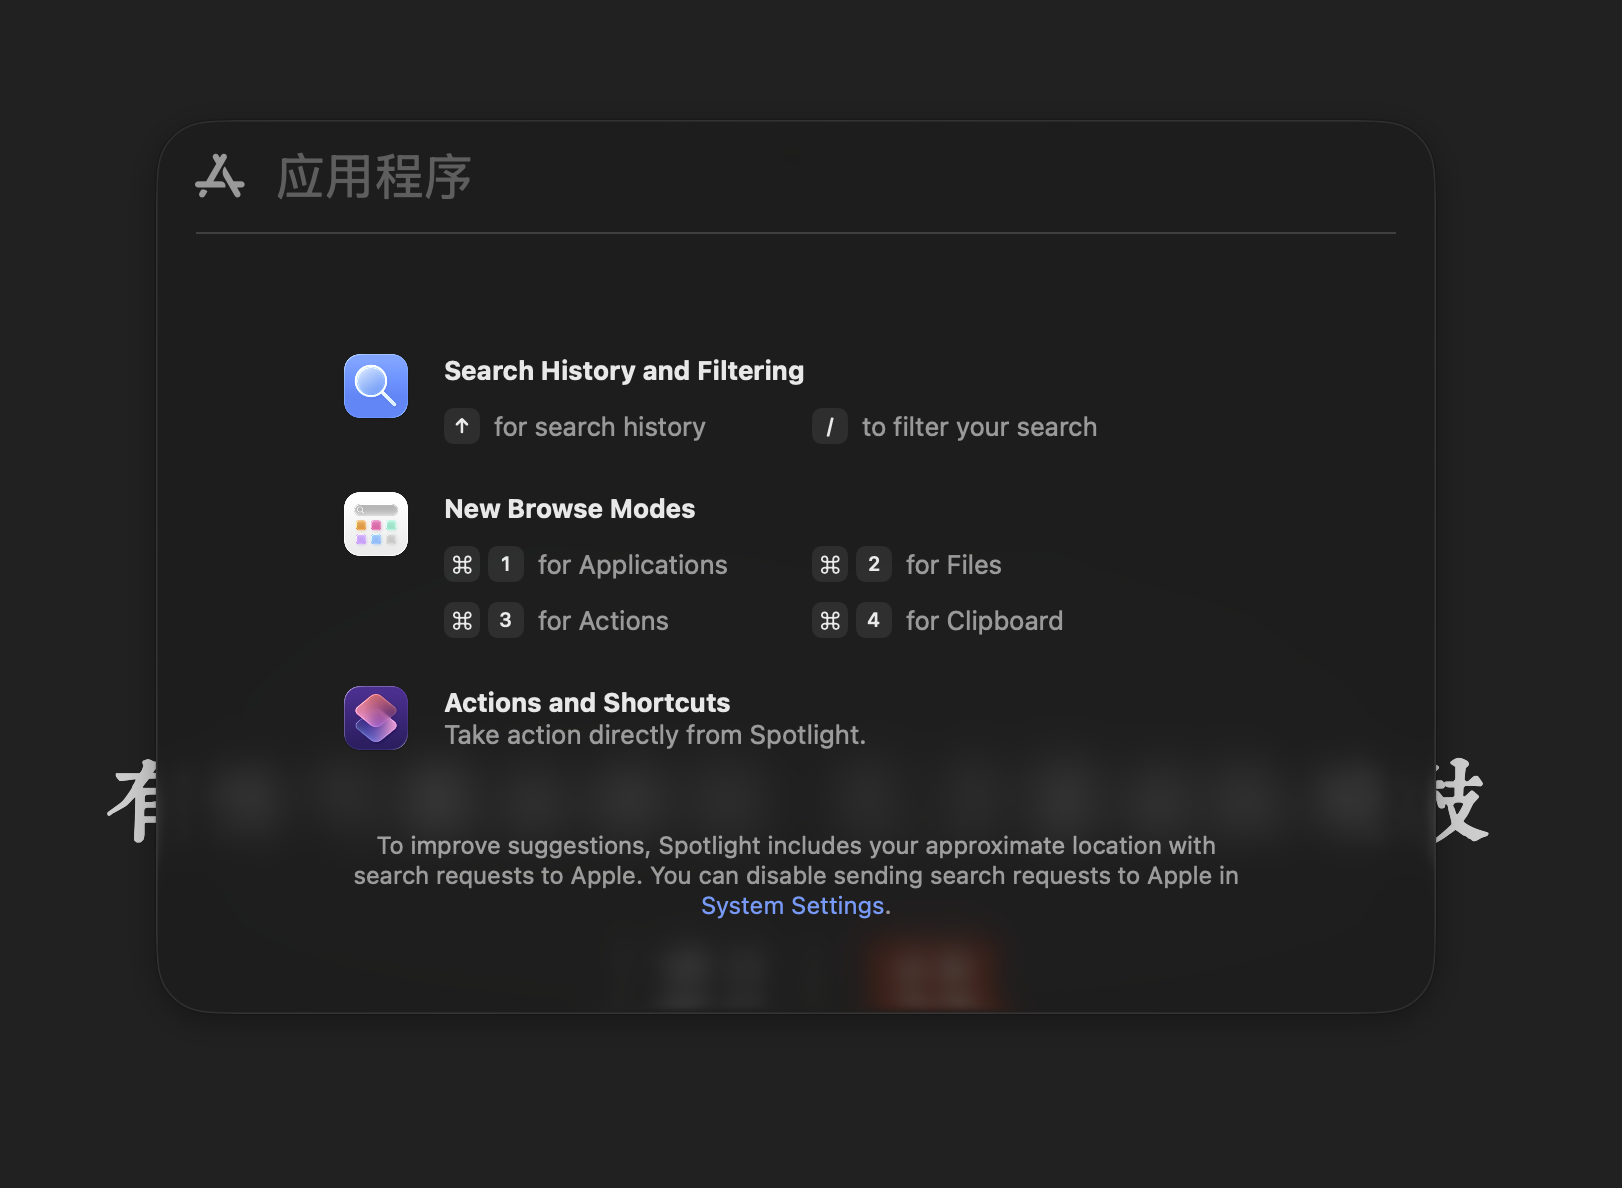 应用程序
Search History and Filtering
↑ for search history
/ to filter your search
New Browse Modes
⌘ 1 for Applications
⌘ 2 for Files
⌘ 3 for Actions
⌘ 4 for Clipboard
Actions and Shortcuts
Take action directly from Spotlight.
To improve suggestions, Spotlight includes your approximate location with
search requests to Apple. You can disable sending search requests to Apple in
System Settings.